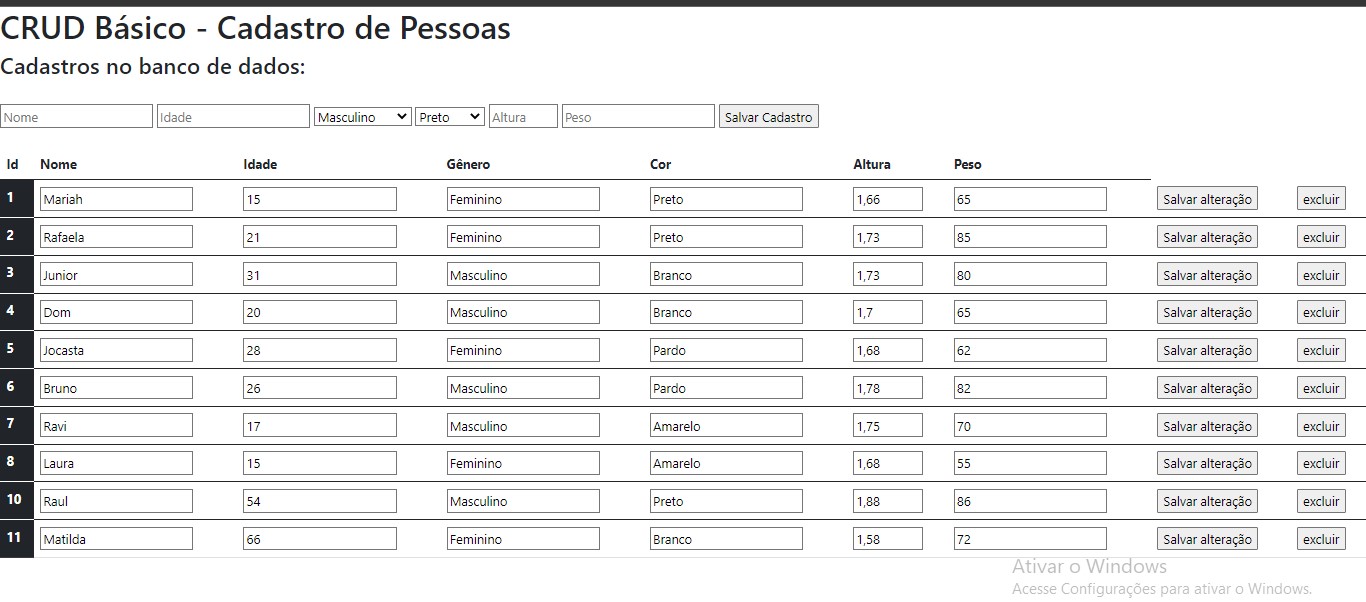 CRUD Básico - Cadastro de Pessoas
Cadastros no banco de dados:
Nome Idade Masculino Preto Altura Peso Salvar Cadastro
Id Nome Idade Gênero Cor Altura Peso
1 Mariah 15 Feminino Preto 1,66 65 Salvar alteração excluir
2 Rafaela 21 Feminino Preto 1,73 85 Salvar alteração excluir
3 Junior 31 Masculino Branco 1,73 80 Salvar alteração excluir
4 Dom 20 Masculino Branco 1,7 65 Salvar alteração excluir
5 Jocasta 28 Feminino Pardo 1,68 62 Salvar alteração excluir
6 Bruno 26 Masculino Pardo 1,78 82 Salvar alteração excluir
7 Ravi 17 Masculino Amarelo 1,75 70 Salvar alteração excluir
8 Laura 15 Feminino Amarelo 1,68 55 Salvar alteração excluir
10 Raul 54 Masculino Preto 1,88 86 Salvar alteração excluir
11 Matilda 66 Feminino Branco 1,58 72 Salvar alteração excluir
Ativar o Windows
Acesse Configurações para ativar o Windows.